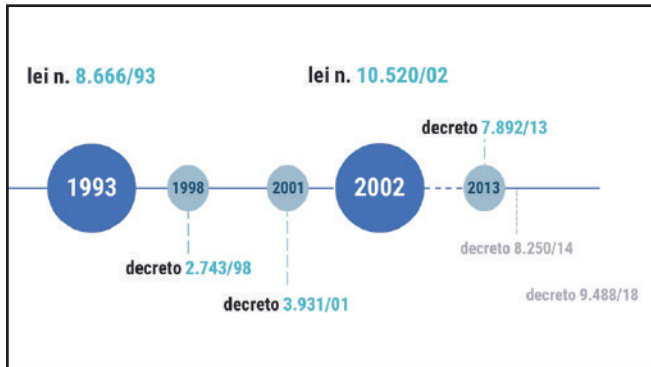 lei n. 8.666/93
lei n. 10.520/02
decreto 7.892/13
1993
1998
2001
2002
2013
decreto 2.743/98
decreto 3.931/01
decreto 8.250/14
decreto 9.488/18